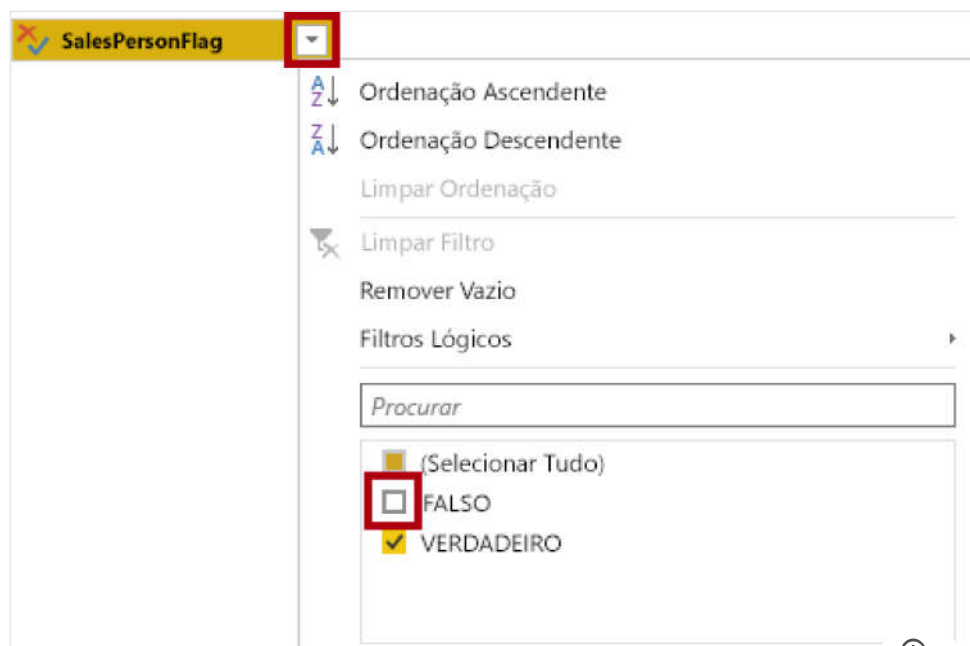 SalesPersonFlag
Ordenação Ascendente
Ordenação Descendente
Limpar Ordenação
Limpar Filtro
Remover Vazio
Filtros Lógicos
Procurar
(Selecionar Tudo)
FALSO
VERDADEIRO